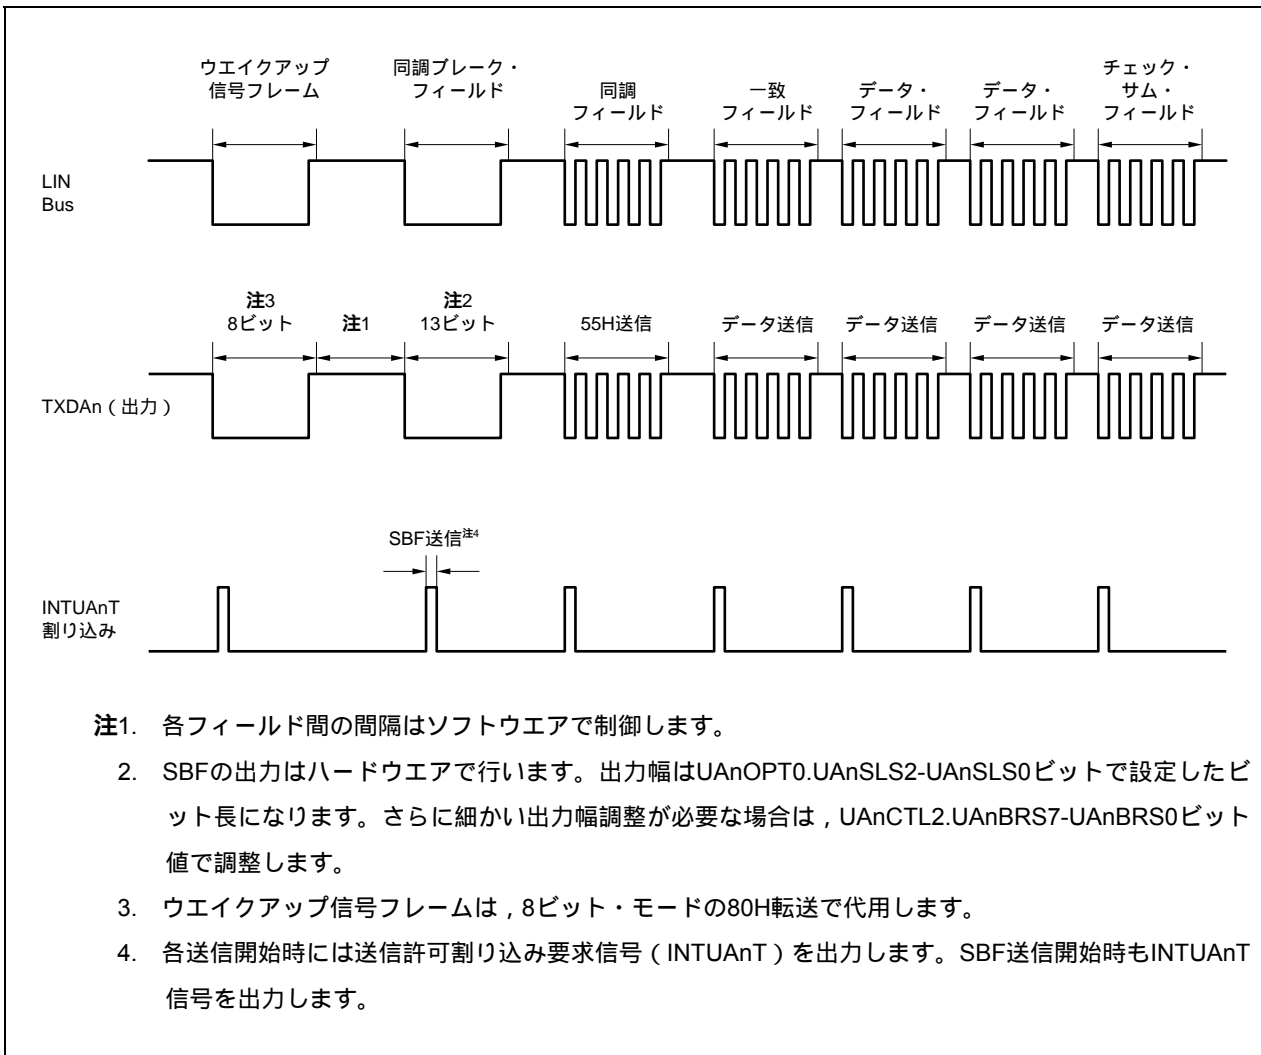 ウエイクアップ
信号フレーム
同調ブレーク・
フィールド
同調
フィールド
一致
フィールド
データ・
フィールド
データ・
フィールド
チェック・
サム・
フィールド
LIN
Bus
注3
8ビット
注1
注2
13ビット
55H送信
データ送信
データ送信
データ送信
データ送信
TXDAn（出力）
SBF送信注4
INTUAnT
割り込み
注1. 各フィールド間の間隔はソフトウエアで制御します。
2. SBFの出力はハードウエアで行います。出力幅はUAnOPT0.UAnSLS2-UAnSLS0ビットで設定したビ
ット長になります。さらに細かい出力幅調整が必要な場合は，UAnCTL2.UAnBRS7-UAnBRS0ビット
値で調整します。
3. ウエイクアップ信号フレームは，8ビット・モードの80H転送で代用します。
4. 各送信開始時には送信許可割り込み要求信号（INTUAnT）を出力します。SBF送信開始時もINTUAnT
信号を出力します。